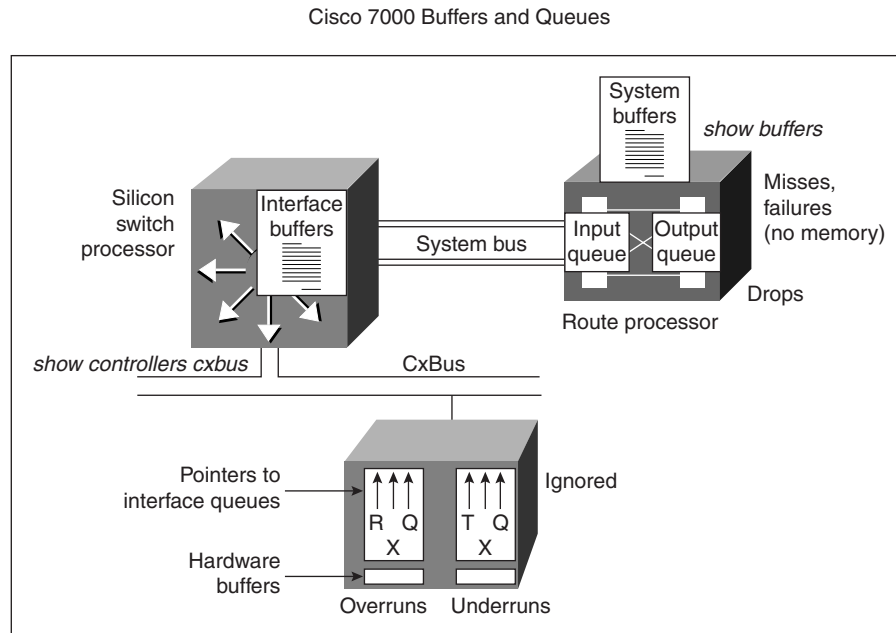 Cisco 7000 Buffers and Queues
System
buffers
show buffers
Silicon
switch
processor
Interface
buffers
System bus
Input
queue
Output
queue
Misses,
failures
(no memory)
Drops
Route processor
show controllers cxbus
CxBus
Pointers to
interface queues
R Q
X
T Q
X
Ignored
Hardware
buffers
Overruns
Underruns